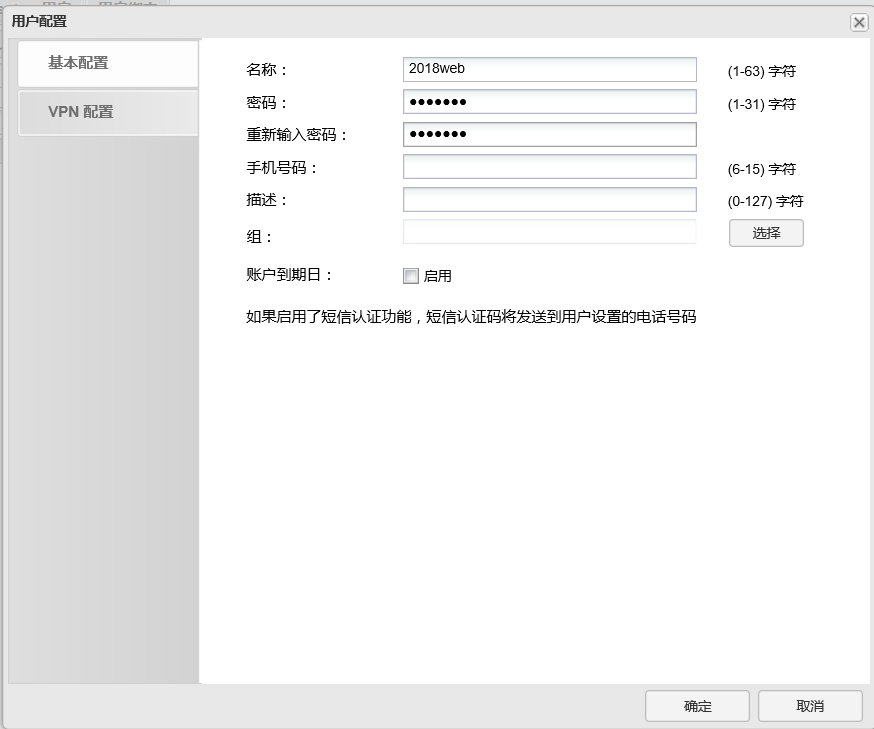 用户配置
基本配置
VPN 配置
名称： 2018web (1-63) 字符
密码： ●●●●●●● (1-31) 字符
重新输入密码： ●●●●●●●
手机号码： (6-15) 字符
描述： (0-127) 字符
组： 选择
账户到期日： 启用
如果启用了短信认证功能，短信认证码将发送到用户设置的电话号码
确定 取消